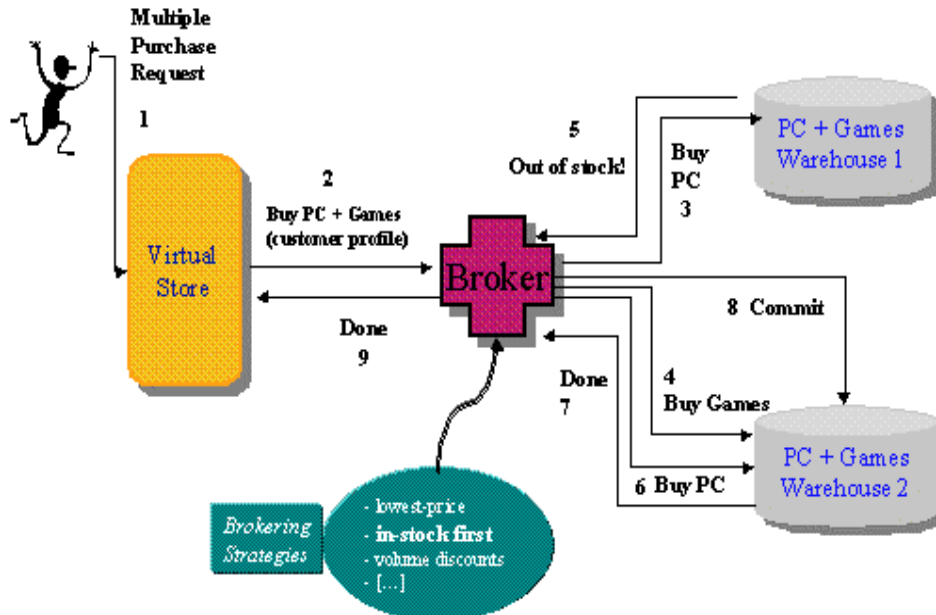 Multiple
Purchase
Request
1
Virtual
Store
2
Buy PC + Games
(customer profile)
Broker
Done
9
5
Out of stock!
Buy
PC
3
PC + Games
Warehouse 1
8 Commit
4
Buy Games
Done
7
6 Buy PC
PC + Games
Warehouse 2
Brokering
Strategies
- lowest-price
- in-stock first
- volume discounts
- [...]